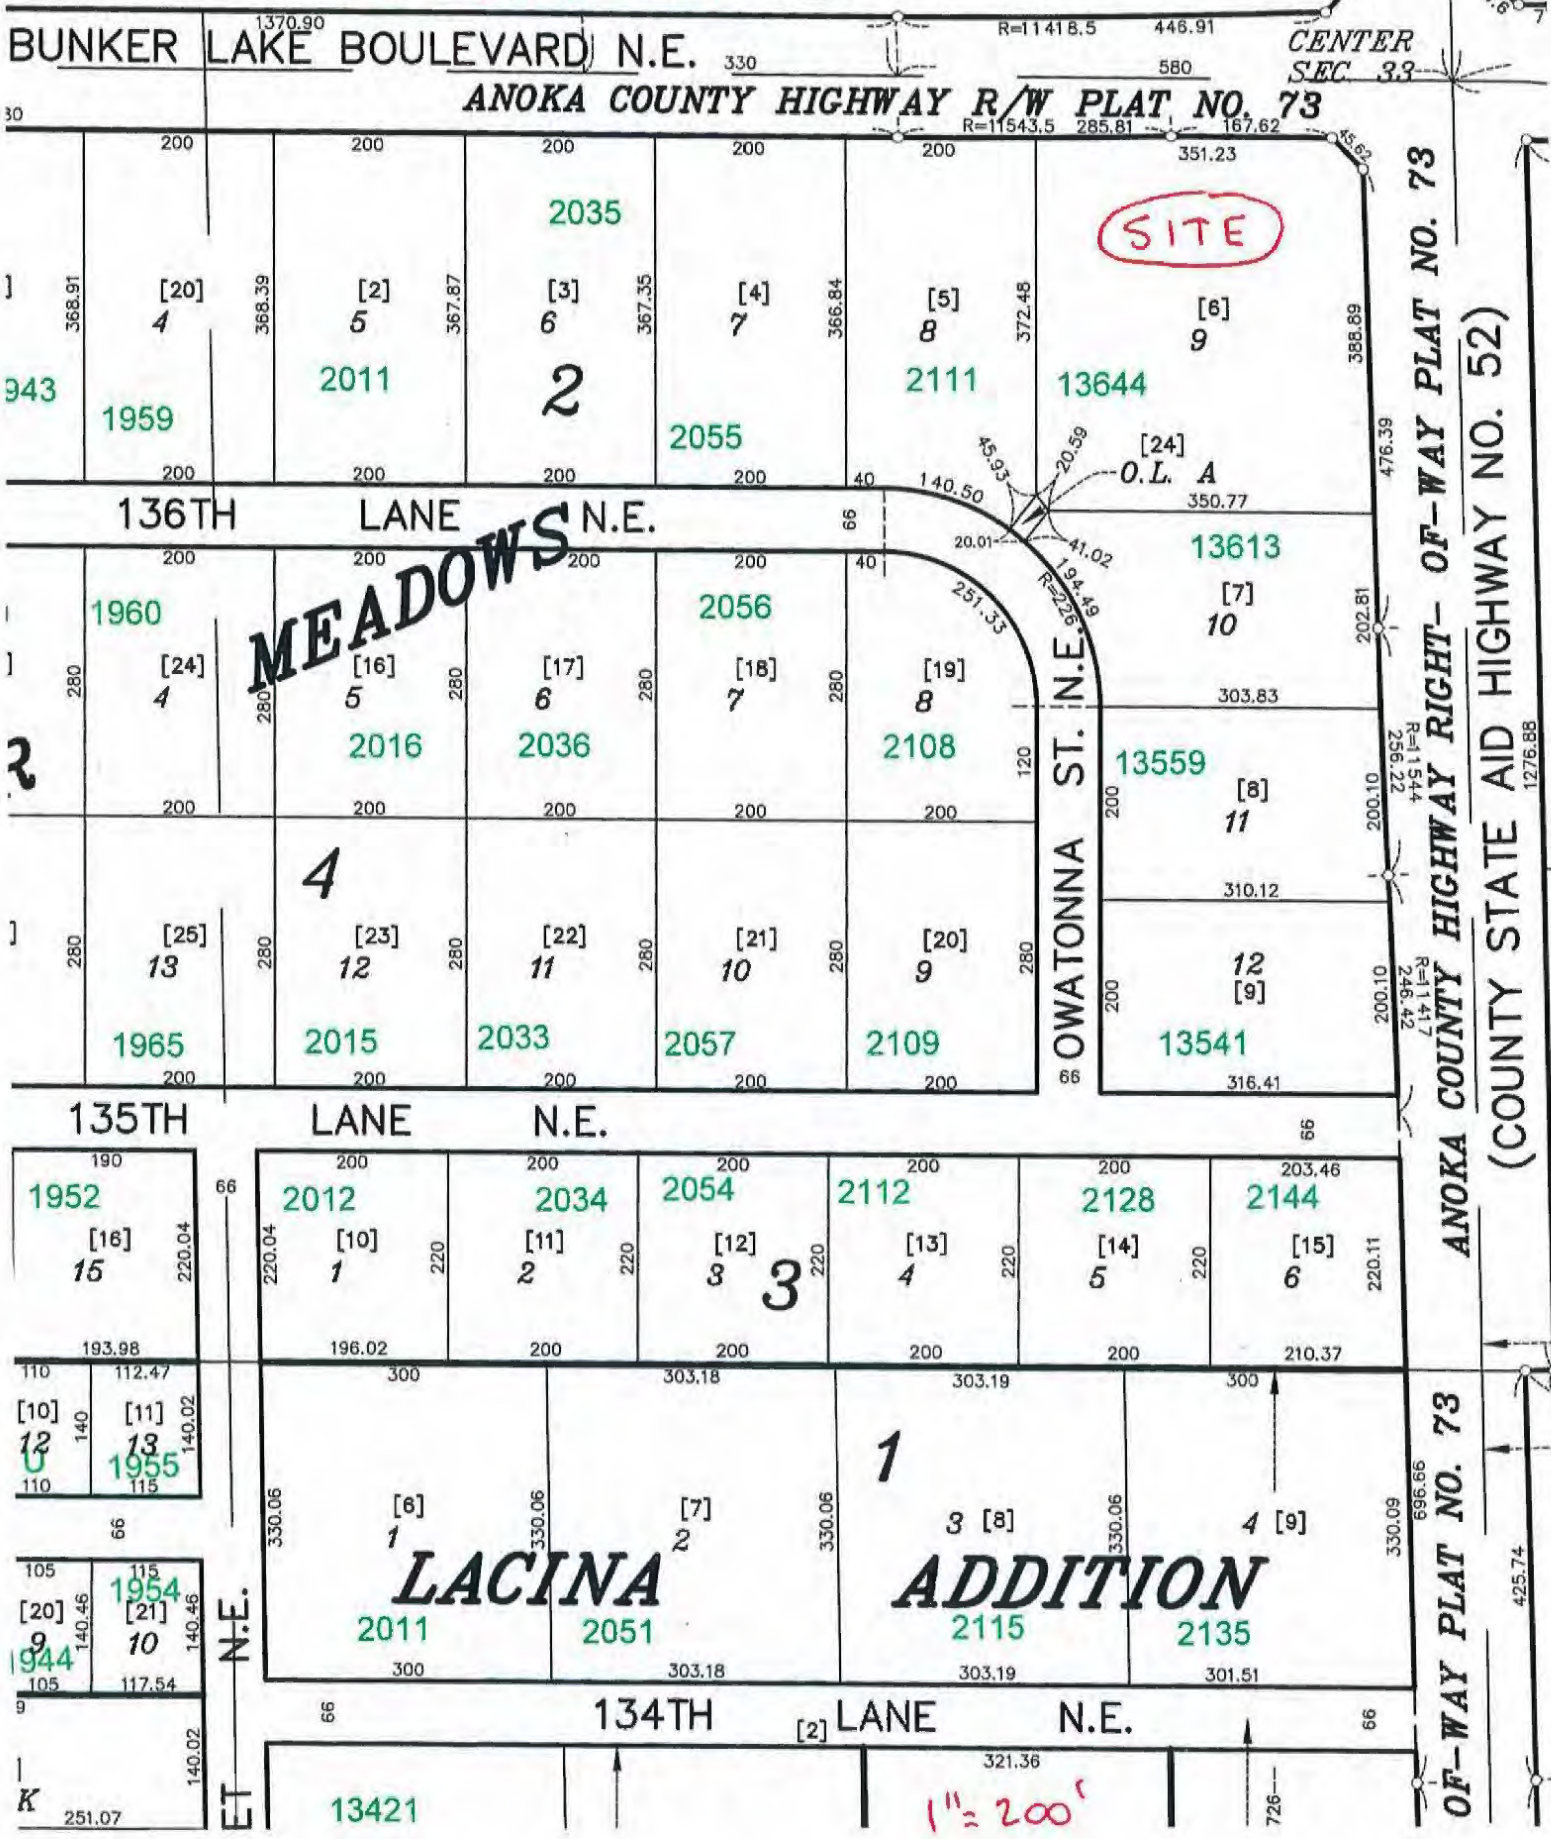 1370.90
R=11418.5 446.91
BUNKER LAKE BOULEVARD N.E.
330
580
CENTER
SEC. 33
ANOKA COUNTY HIGHWAY R/W PLAT NO. 73
30
R=11543.5 285.81 167.62
45.62
200 200 200 200 200 351.23
2035
SITE
368.91 368.39 367.87 367.35 366.84 372.48 388.89
[20] [2] [3] [4] [5] [6]
4 5 6 7 8 9
943 1959 2011 2 2055 2111 13644
476.39
200 200 200 200 40 140.50
45.93 20.59
[24]
O.L. A
350.77
136TH LANE N.E.
66
20.01 41.02
194.49
R=226
13613
[7]
10
202.81
303.83
MEADOWS
200 200 200 200 40 251.33
1960 2056
[24] [16] [17] [18] [19]
4 5 6 7 8
280 280 280 280 280 120
2016 2036 2108
R
200 200 200 200 200
OWATONNA ST. N.E.
13559
[8]
11
200
200.10
R=11544
256.22
310.12
4
[25] [23] [22] [21] [20]
13 12 11 10 9
280 280 280 280 280 280
1965 2015 2033 2057 2109
200 200 200 200 200
66
12
[9]
200
13541
200.10
R=11417
246.42
316.41
135TH LANE N.E.
66
190 200 200 200 200 200 203.46
1952 66 2012 2034 2054 2112 2128 2144
[16] [10] [11] [12] [13] [14] [15]
15 1 2 3 4 5 6
220.04 220.04 220 220 220 220 220 220.11
3
193.98 196.02 200 200 200 200 210.37
110 112.47 300 303.18 303.19 300
[10] [11]
12 13
140 140.02
U 1955
110 115
66
1
[6] [7] 3 [8] 4 [9]
1 2
330.06 330.06 330.06 330.06 330.09
696.66
LACINA ADDITION
2011 2051 2115 2135
300 303.18 303.19 301.51
105 115
1954
[20] [21]
9 10
140.46 140.46
1944
105 117.54
N.E.
66 134TH [2] LANE N.E. 66
9
140.02
K
251.07
ET
13421
321.36
1"=200'
726
ANOKA COUNTY HIGHWAY RIGHT-OF-WAY PLAT NO. 73
(COUNTY STATE AID HIGHWAY NO. 52)
1276.88
OF-WAY PLAT NO. 73
425.74